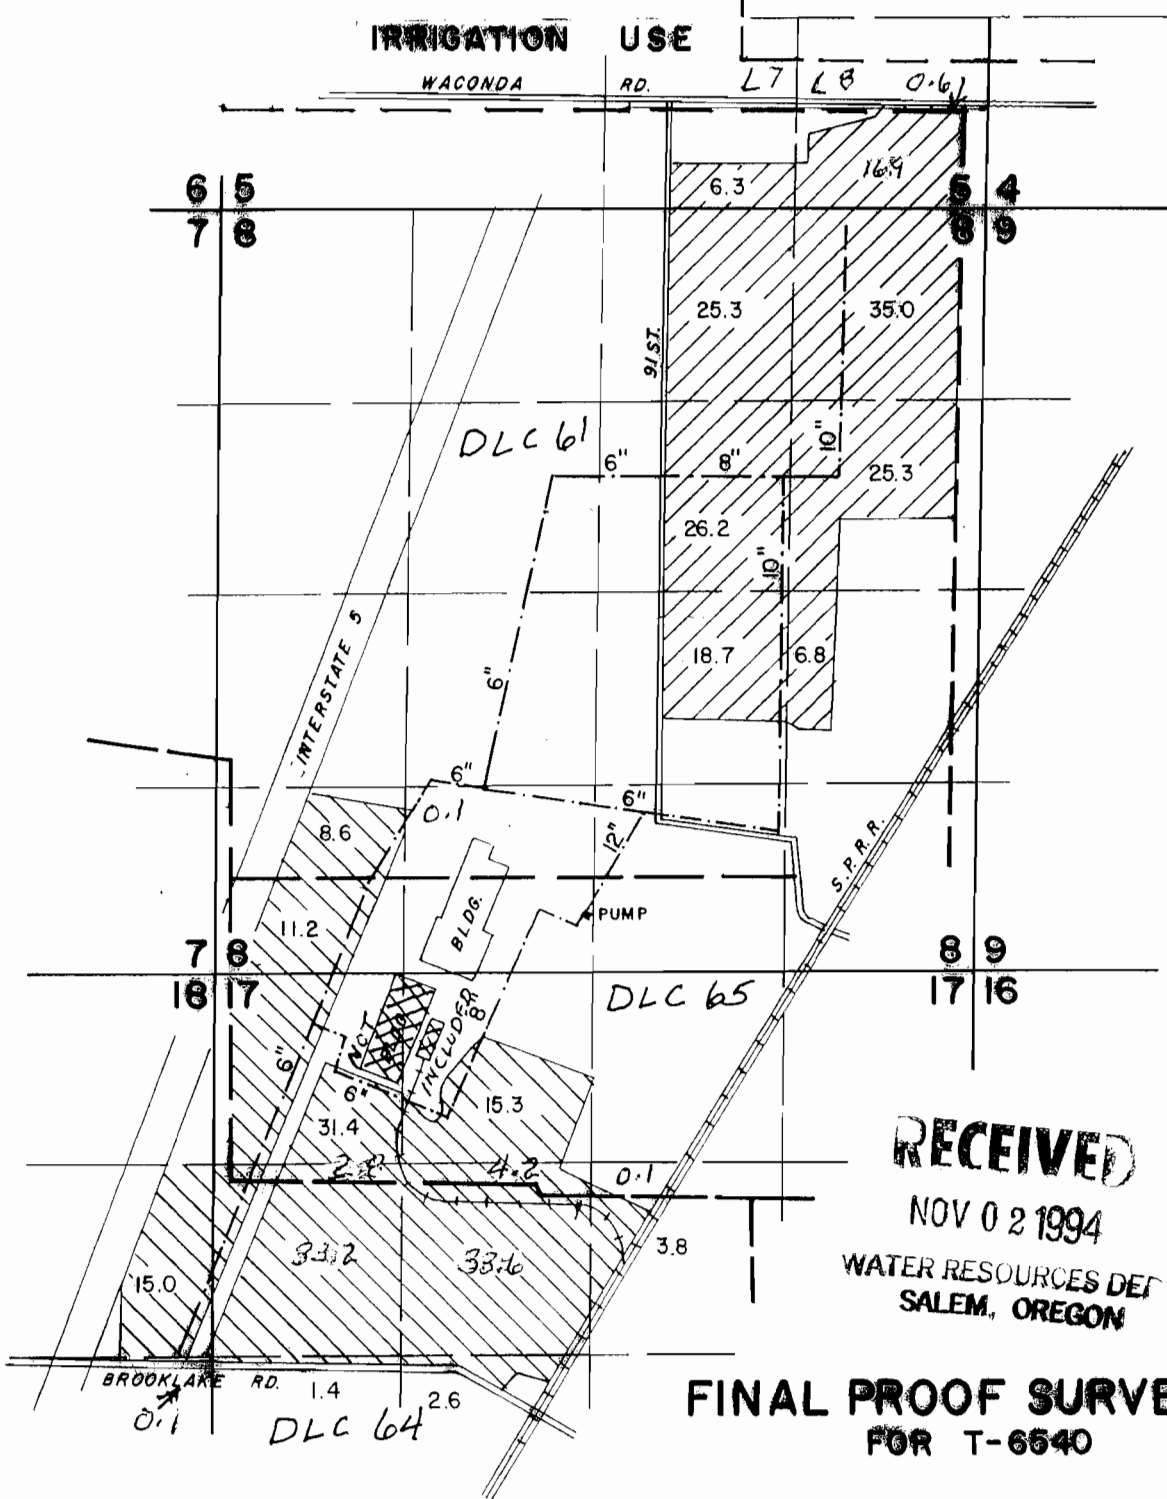 IRRIGATION USE
WACONDA RD. L7 L8 0.6
6 5
7 8
6.3
16.9
5 4
8 9
25.3
35.0
91 ST.
DLC 61
6" 8" 10"
25.3
26.2
10"
INTERSTATE 5
6"
18.7
6.8
6"
0.1
6"
8.6
12"
S.P.R.R.
BLDG.
PUMP
11.2
7 8
18 17
8 9
17 16
DLC 65
NOT
BLDG.
INCLUDED
8"
6"
6"
15.3
31.4
4.2
0.1
RECEIVED
NOV 02 1994
WATER RESOURCES DEP
SALEM, OREGON
33.2
33.6
3.8
15.0
BROOKLAKE RD.
0.1
1.4
2.6
DLC 64
FINAL PROOF SURVE
FOR T-6640